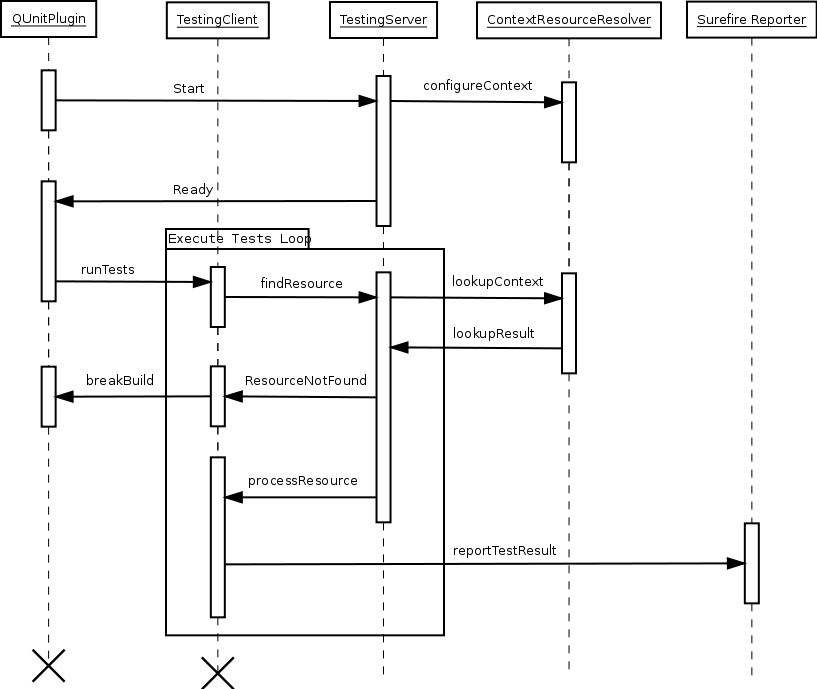 QUnitPlugin
TestingClient
TestingServer
ContextResourceResolver
Surefire Reporter
Start
configureContext
Ready
Execute Tests Loop
runTests
findResource
lookupContext
lookupResult
breakBuild
ResourceNotFound
processResource
reportTestResult